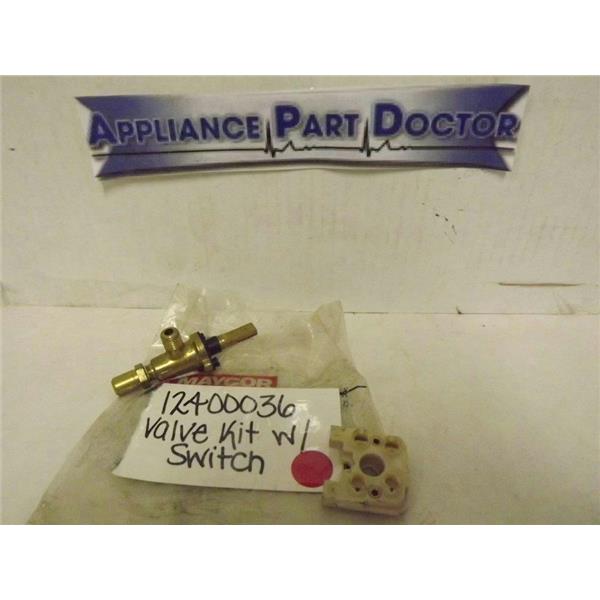 APPLIANCE PART DOCTOR
MAYCOR
12400036
Valve Kit w/
Switch